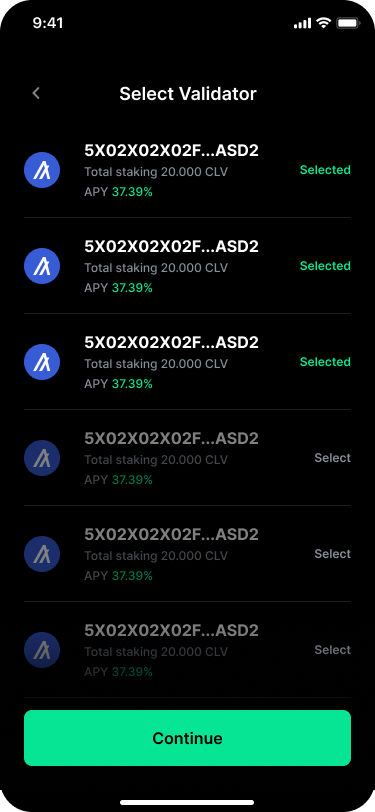 9:41
Select Validator
5X02X02X02F...ASD2
Total staking 20.000 CLV
Selected
APY 37.39%
5X02X02X02F...ASD2
Total staking 20.000 CLV
Selected
APY 37.39%
5X02X02X02F...ASD2
Total staking 20.000 CLV
Selected
APY 37.39%
5X02X02X02F...ASD2
Total staking 20.000 CLV
Select
APY 37.39%
5X02X02X02F...ASD2
Total staking 20.000 CLV
Select
APY 37.39%
5X02X02X02F...ASD2
Total staking 20.000 CLV
Select
APY 37.39%
Continue